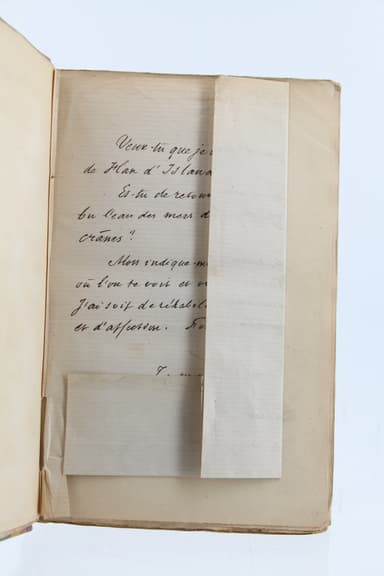 Veux-tu que je
de Han d'Island
Es-tu de retour
bu l'eau des mers d
crânes ?
Mon indique-m
où l'on te voit et
J'ai soif de
et d'affection.